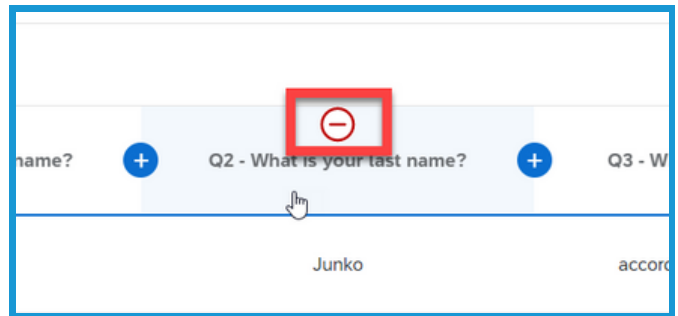 name?
Q2 - What is your last name?
Q3 - W
Junko
accord